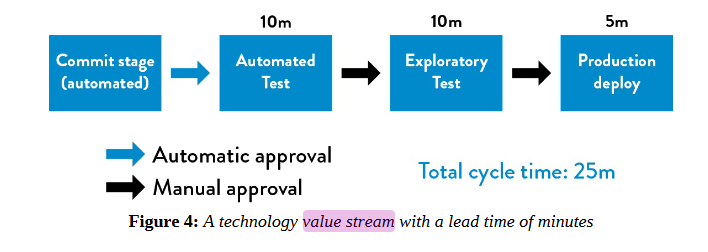 10m 10m 5m
Commit stage
(automated)
Automated
Test
Exploratory
Test
Production
deploy
Automatic approval
Manual approval
Total cycle time: 25m
Figure 4: A technology value stream with a lead time of minutes